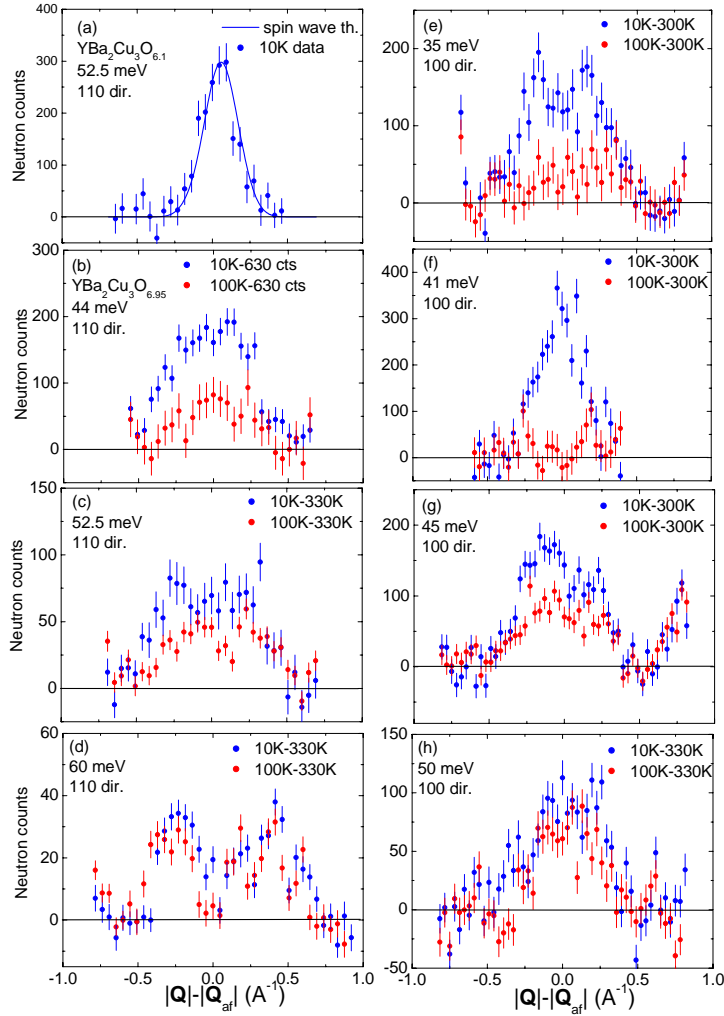 (a)
spin wave th.
YBa2Cu3O6.1
10K data
52.5 meV
110 dir.
Neutron counts
400
300
200
100
0
(b)
10K-630 cts
YBa2Cu3O6.95
100K-630 cts
44 meV
110 dir.
Neutron counts
300
200
100
0
(c)
10K-330K
52.5 meV
100K-330K
110 dir.
Neutron counts
150
100
50
0
(d)
10K-330K
60 meV
100K-330K
110 dir.
Neutron counts
60
40
20
0
-1.0
-0.5
0.0
0.5
1.0
|Q|-|Qaf| (A-1)
(e)
10K-300K
35 meV
100K-300K
100 dir.
200
100
0
(f)
10K-300K
41 meV
100K-300K
100 dir.
400
300
200
100
0
(g)
10K-300K
45 meV
100K-300K
100 dir.
200
100
0
(h)
10K-330K
50 meV
100K-330K
100 dir.
150
100
50
0
-50
-1.0
-0.5
0.0
0.5
1.0
|Q|-|Qaf| (A-1)